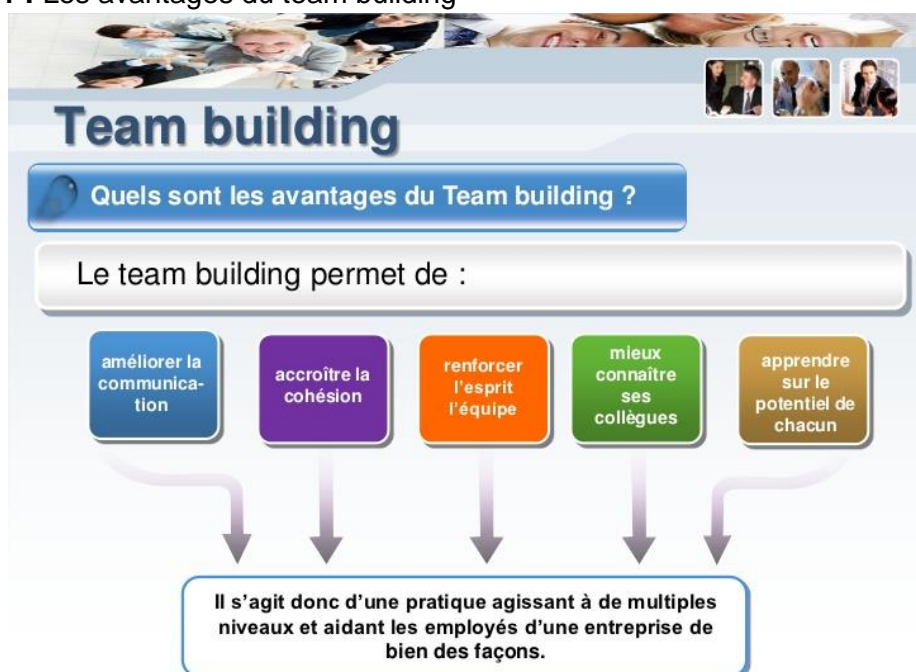 Les avantages du team building
Team building
Quels sont les avantages du Team building ?
Le team building permet de :
améliorer la
communica-
tion
accroître la
cohésion
renforcer
l'esprit
l'équipe
mieux
connaître
ses
collègues
apprendre
sur le
potentiel de
chacun
Il s'agit donc d'une pratique agissant à de multiples
niveaux et aidant les employés d'une entreprise de
bien des façons.